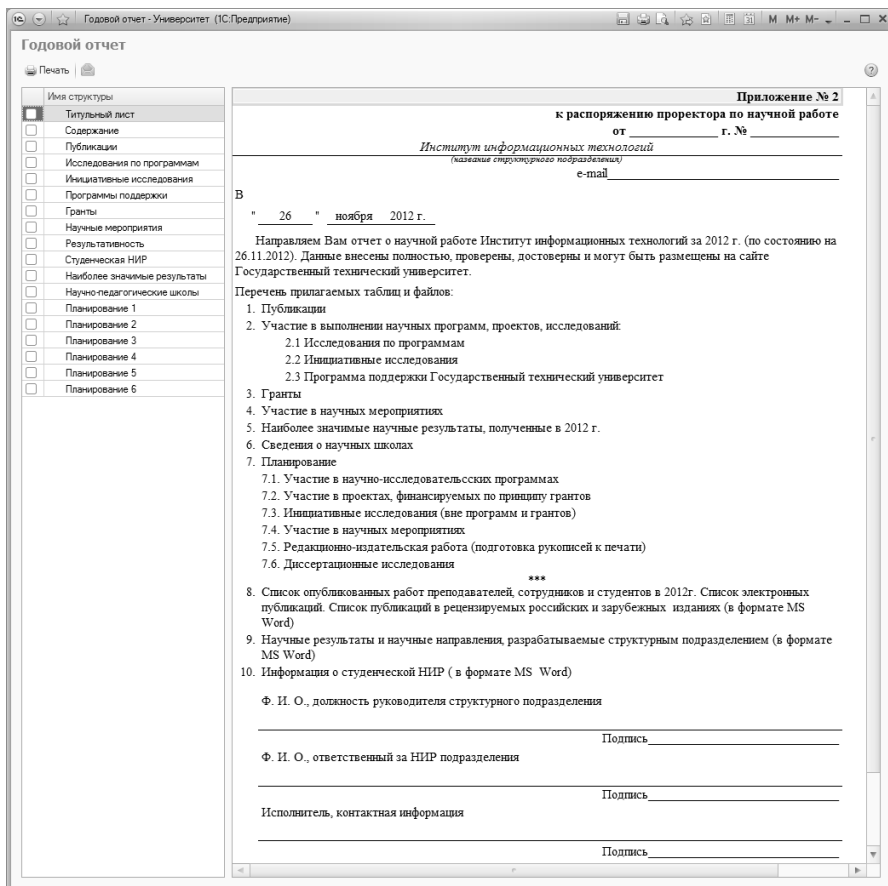 Годовой отчет - Университет (1С:Предприятие)
M M+ M-
Годовой отчет
Печать
?
Имя структуры
Титульный лист
Содержание
Публикации
Исследования по программам
Инициативные исследования
Программы поддержки
Гранты
Научные мероприятия
Результативность
Студенческая НИР
Наиболее значимые результаты
Научно-педагогические школы
Планирование 1
Планирование 2
Планирование 3
Планирование 4
Планирование 5
Планирование 6
Приложение № 2
к распоряжению проректора по научной работе
от ______________ г. № ______________
Институт информационных технологий
(название структурного подразделения)
e-mail
В
" 26 " ноября 2012 г.
Направляем Вам отчет о научной работе Институт информационных технологий за 2012 г. (по состоянию на
26.11.2012). Данные внесены полностью, проверены, достоверны и могут быть размещены на сайте
Государственный технический университет.
Перечень прилагаемых таблиц и файлов:
1. Публикации
2. Участие в выполнении научных программ, проектов, исследований:
2.1 Исследования по программам
2.2 Инициативные исследования
2.3 Программа поддержки Государственный технический университет
3. Гранты
4. Участие в научных мероприятиях
5. Наиболее значимые научные результаты, полученные в 2012 г.
6. Сведения о научных школах
7. Планирование
7.1. Участие в научно-исследовательсских программах
7.2. Участие в проектах, финансируемых по принципу грантов
7.3. Инициативные исследования (вне программ и грантов)
7.4. Участие в научных мероприятиях
7.5. Редакционно-издательская работа (подготовка рукописей к печати)
7.6. Диссертационные исследования
***
8. Список опубликованных работ преподавателей, сотрудников и студентов в 2012г. Список электронных
публикаций. Список публикаций в рецензируемых российских и зарубежных изданиях (в формате MS
Word)
9. Научные результаты и научные направления, разрабатываемые структурным подразделением (в формате
MS Word)
10. Информация о студенческой НИР ( в формате MS Word)
Ф. И. О., должность руководителя структурного подразделения
Подпись
Ф. И. О., ответственный за НИР подразделения
Подпись
Исполнитель, контактная информация
Подпись